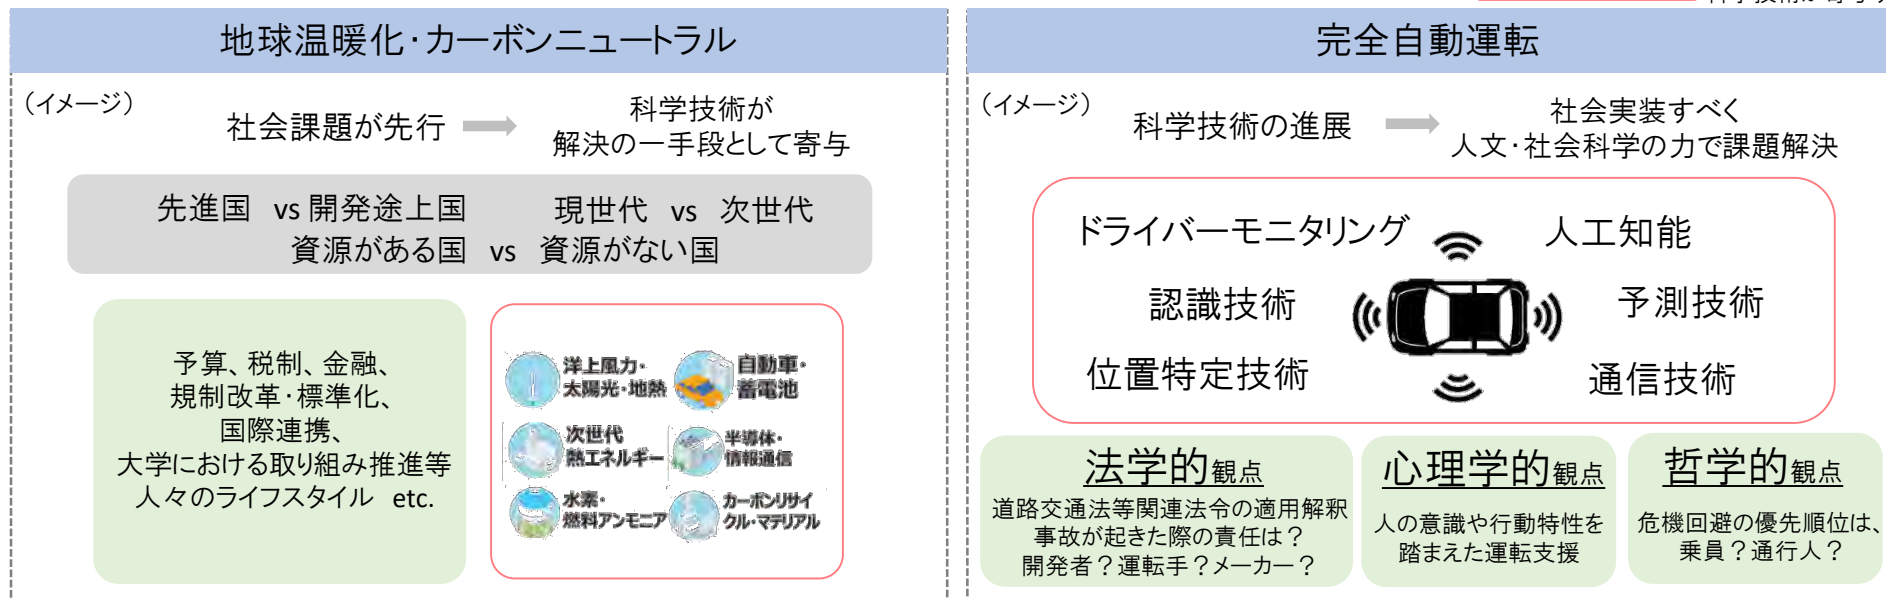 地球温暖化･カーボンニュートラル
（イメージ）
社会課題が先行
科学技術が
解決の一手段として寄与
先進国 vs 開発途上国 現世代 vs 次世代
資源がある国 vs 資源がない国
予算、税制、金融、
規制改革･標準化、
国際連携、
大学における取り組み推進等
人々のライフスタイル etc.
洋上風力・
太陽光・地熱
自動車・
蓄電池
次世代
熱エネルギー
半導体・
情報通信
水素・
燃料アンモニア
カーボンリサイ
クル・マテリアル
完全自動運転
（イメージ）
科学技術の進展
社会実装すべく
人文･社会科学の力で課題解決
ドライバーモニタリング
人工知能
認識技術
予測技術
位置特定技術
通信技術
法学的観点
道路交通法等関連法令の適用解釈
事故が起きた際の責任は？
開発者？運転手？メーカー？
心理学的観点
人の意識や行動特性を
踏まえた運転支援
哲学的観点
危機回避の優先順位は、
乗員？通行人？